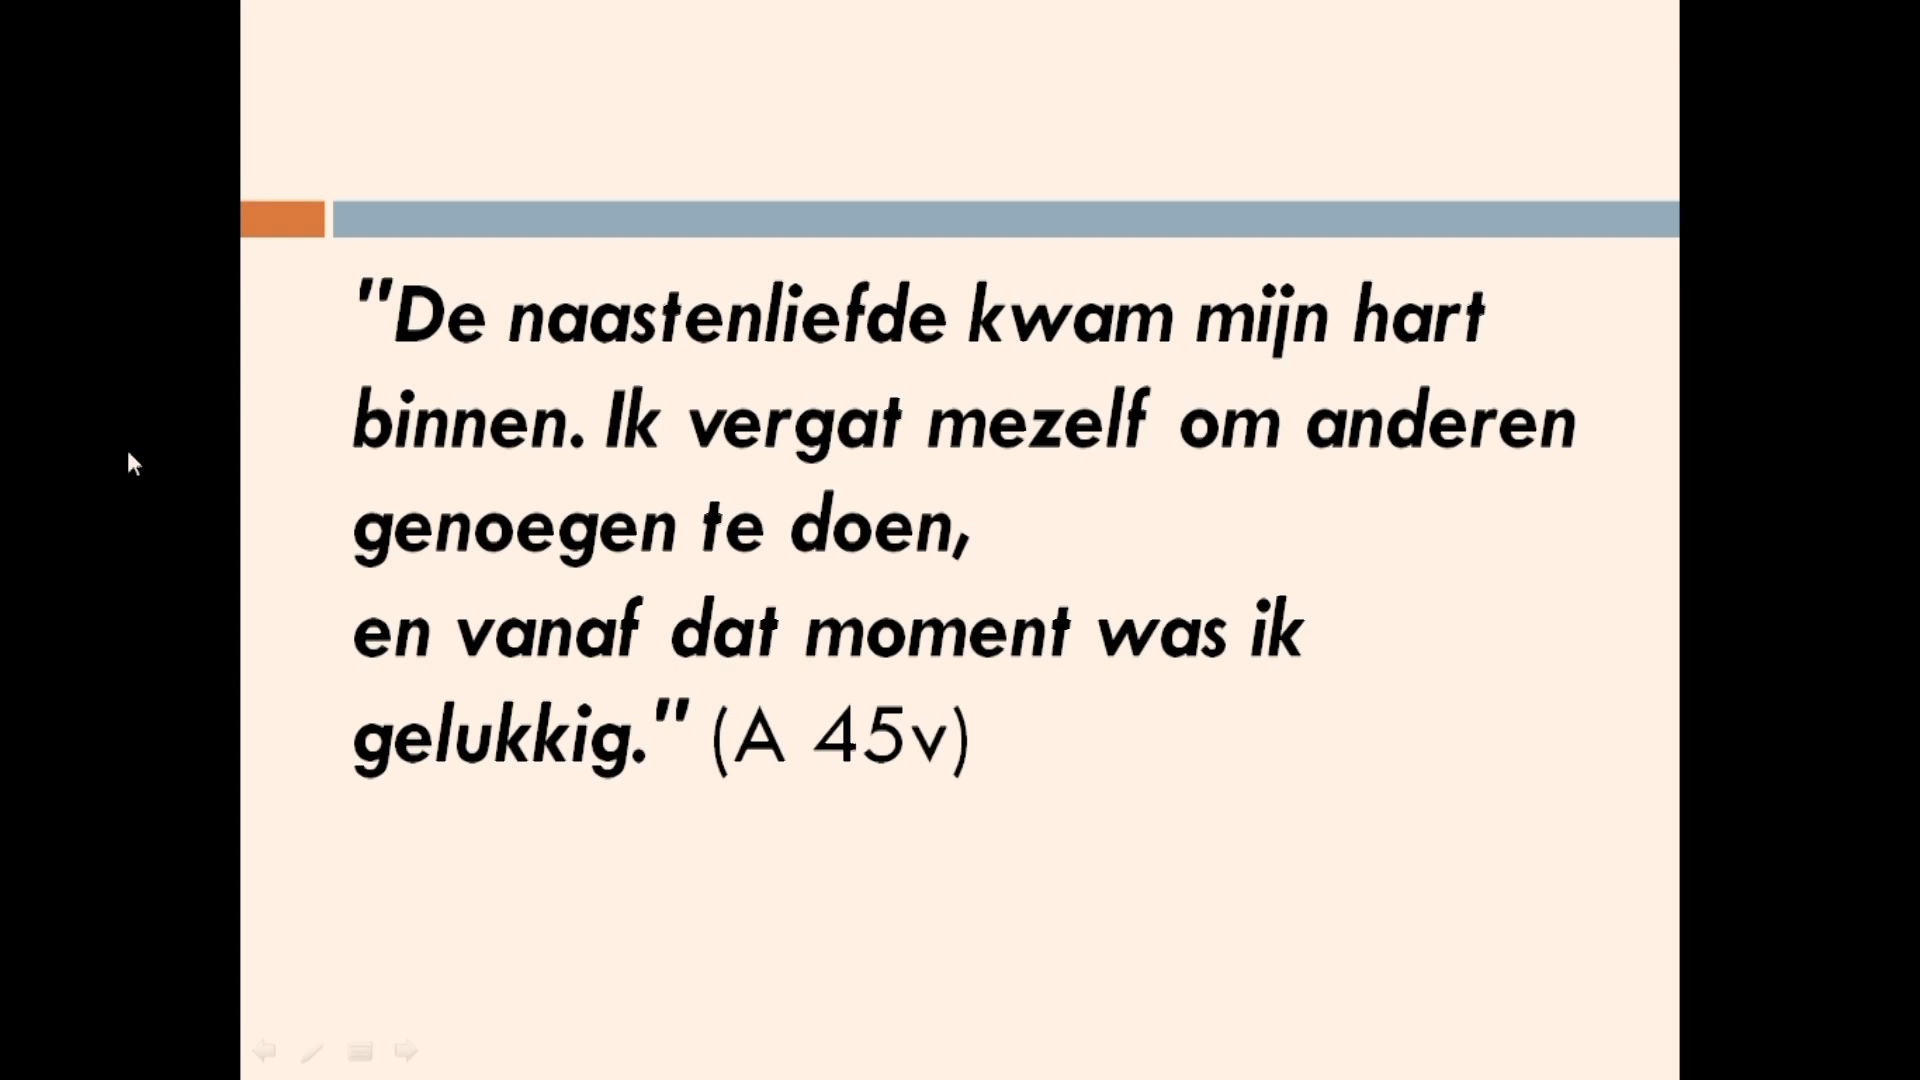 "De naastenliefde kwam mijn hart
binnen. Ik vergat mezelf om anderen
genoegen te doen,
en vanaf dat moment was ik
gelukkig." (A 45v)